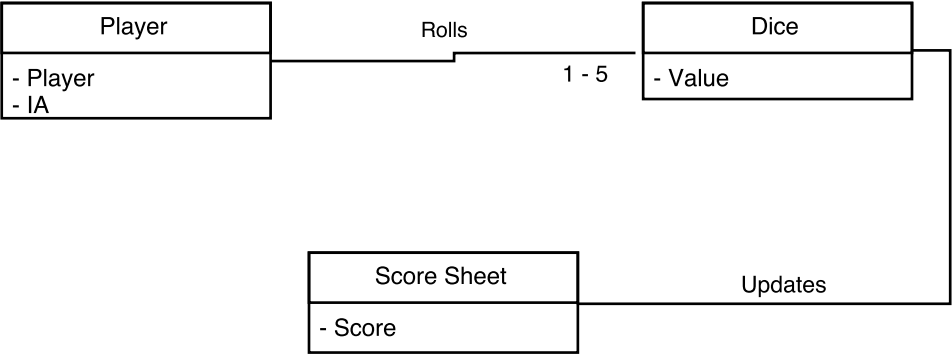 Player
- Player
- IA
Rolls
1 - 5
Dice
- Value
Score Sheet
- Score
Updates